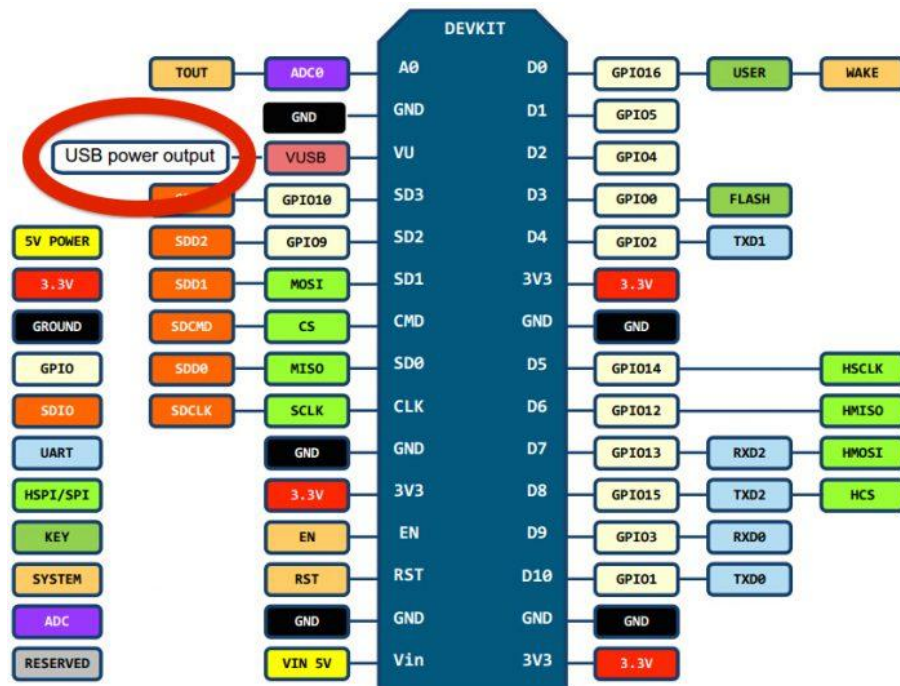 DEVKIT
TOUT ADC0 A0 D0 GPIO16 USER WAKE
GND GND D1 GPIO5
USB power output VUSB VU D2 GPIO4
GPIO10 SD3 D3 GPIO0 FLASH
5V POWER SDD2 GPIO9 SD2 D4 GPIO2 TXD1
3.3V SDD1 MOSI SD1 3V3 3.3V
GROUND SDCMD CS CMD GND GND
GPIO SDD0 MISO SD0 D5 GPIO14 HSCLK
SDIO SDCLK SCLK CLK D6 GPIO12 HMISO
UART GND GND D7 GPIO13 RXD2 HMOSI
HSPI/SPI 3.3V 3V3 D8 GPIO15 TXD2 HCS
KEY EN EN D9 GPIO3 RXD0
SYSTEM RST RST D10 GPIO1 TXD0
ADC GND GND GND GND
RESERVED VIN 5V Vin 3V3 3.3V